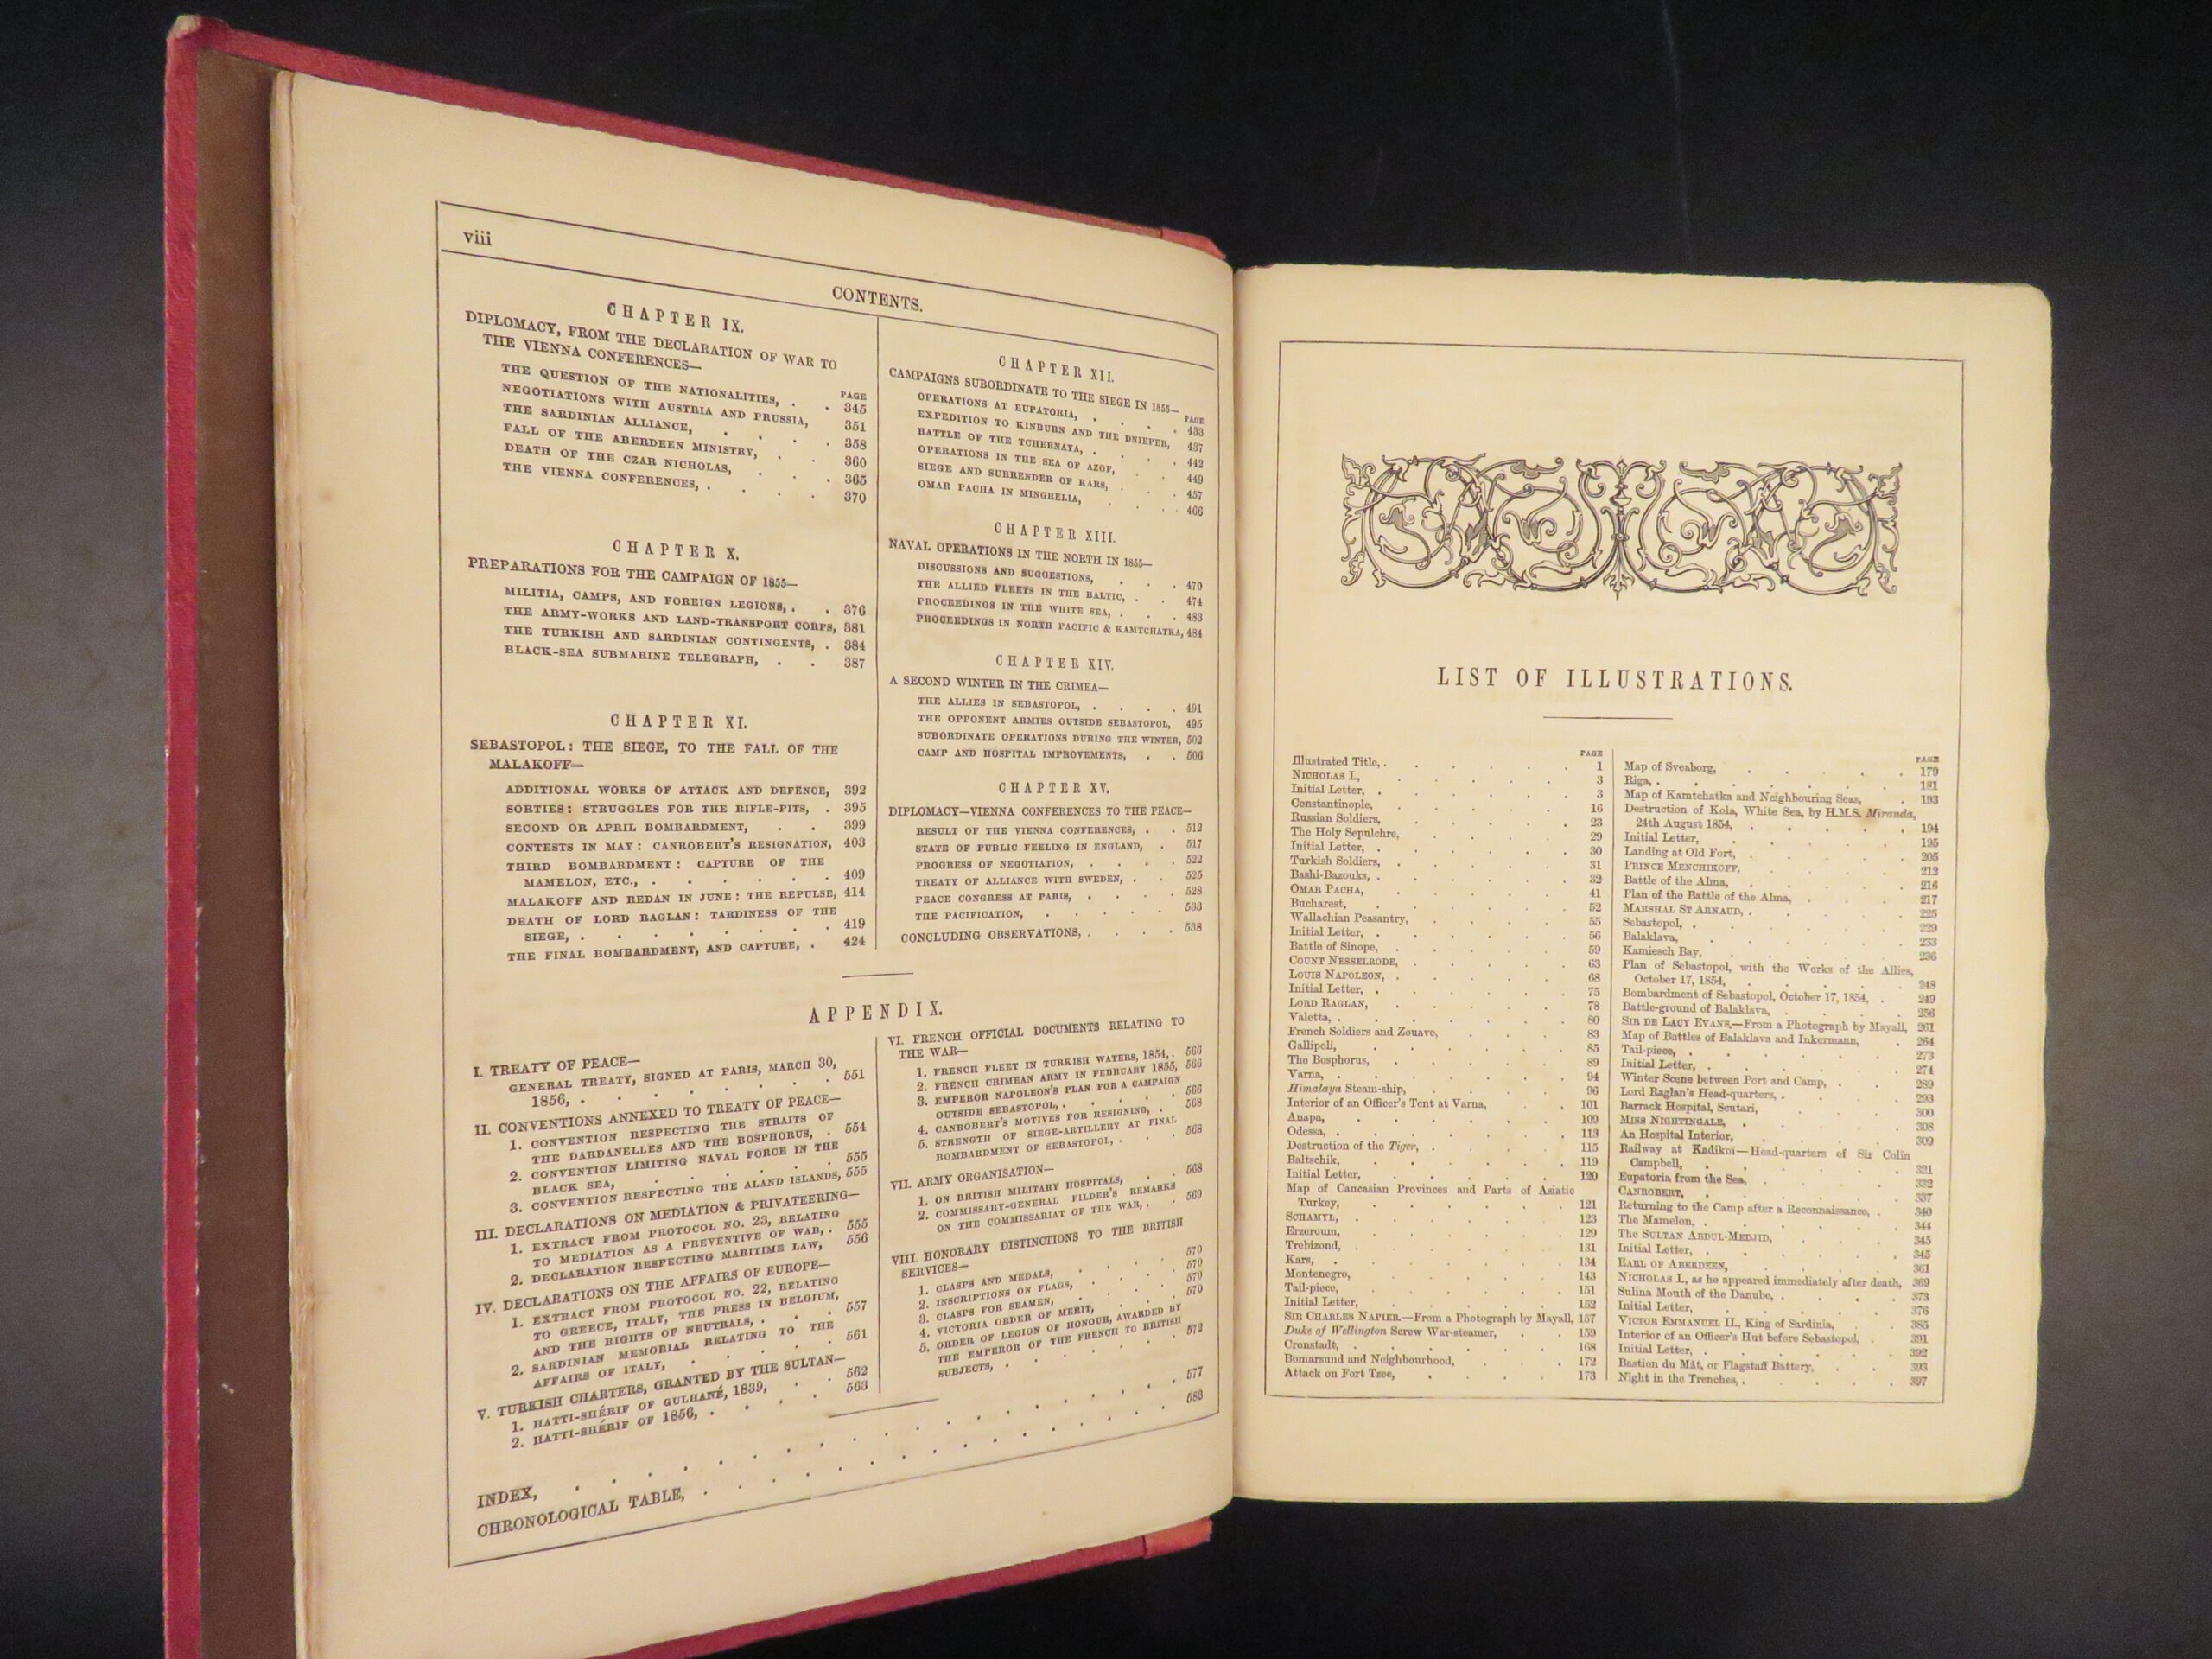 viii
CONTENTS.
CHAPTER IX.
DIPLOMACY, FROM THE DECLARATION OF WAR TO
THE VIENNA CONFERENCES—
PAGE
THE QUESTION OF THE NATIONALITIES, . . 345
NEGOTIATIONS WITH AUSTRIA AND PRUSSIA, 351
THE SARDINIAN ALLIANCE, . . . . 358
FALL OF THE ABERDEEN MINISTRY, . . 360
DEATH OF THE CZAR NICHOLAS, . . . 365
THE VIENNA CONFERENCES, . . . . 370
CHAPTER X.
PREPARATIONS FOR THE CAMPAIGN OF 1855—
MILITIA, CAMPS, AND FOREIGN LEGIONS, . . 376
THE ARMY-WORKS AND LAND-TRANSPORT CORPS, 381
THE TURKISH AND SARDINIAN CONTINGENTS, . 384
BLACK-SEA SUBMARINE TELEGRAPH, . . 387
CHAPTER XI.
SEBASTOPOL: THE SIEGE, TO THE FALL OF THE
MALAKOFF—
ADDITIONAL WORKS OF ATTACK AND DEFENCE, 392
SORTIES: STRUGGLES FOR THE RIFLE-PITS, . 395
SECOND OR APRIL BOMBARDMENT, . . 399
CONTESTS IN MAY: CANROBERT'S RESIGNATION, 403
THIRD BOMBARDMENT: CAPTURE OF THE
MAMELON, ETC., . . . . . . 409
MALAKOFF AND REDAN IN JUNE: THE REPULSE, 414
DEATH OF LORD RAGLAN: TARDINESS OF THE
SIEGE, . . . . . . . . 419
THE FINAL BOMBARDMENT, AND CAPTURE, . 424
CHAPTER XII.
CAMPAIGNS SUBORDINATE TO THE SIEGE IN 1855—
PAGE
OPERATIONS AT EUPATORIA, . . . . 433
EXPEDITION TO KINBURN AND THE DNIEPER, 437
BATTLE OF THE TCHERNAYA, . . . . 442
OPERATIONS IN THE SEA OF AZOF, . . 449
SIEGE AND SURRENDER OF KARS, . . . 457
OMAR PACHA IN MINGRELIA, . . . . 466
CHAPTER XIII.
NAVAL OPERATIONS IN THE NORTH IN 1855—
DISCUSSIONS AND SUGGESTIONS, . . . 470
THE ALLIED FLEETS IN THE BALTIC, . . 474
PROCEEDINGS IN THE WHITE SEA, . . . 483
PROCEEDINGS IN NORTH PACIFIC & KAMTCHATKA, 484
CHAPTER XIV.
A SECOND WINTER IN THE CRIMEA—
THE ALLIES IN SEBASTOPOL, . . . . 491
THE OPPONENT ARMIES OUTSIDE SEBASTOPOL, 495
SUBORDINATE OPERATIONS DURING THE WINTER, 502
CAMP AND HOSPITAL IMPROVEMENTS, . . 506
CHAPTER XV.
DIPLOMACY—VIENNA CONFERENCES TO THE PEACE—
RESULT OF THE VIENNA CONFERENCES, . . 512
STATE OF PUBLIC FEELING IN ENGLAND, . 517
PROGRESS OF NEGOTIATION, . . . . 522
TREATY OF ALLIANCE WITH SWEDEN, . . 525
PEACE CONGRESS AT PARIS, . . . . 528
THE PACIFICATION, . . . . . 533
CONCLUDING OBSERVATIONS, . . . . 538
APPENDIX.
I. TREATY OF PEACE—
GENERAL TREATY, SIGNED AT PARIS, MARCH 30,
1856, . . . . . . . 551
II. CONVENTIONS ANNEXED TO TREATY OF PEACE—
1. CONVENTION RESPECTING THE STRAITS OF
THE DARDANELLES AND THE BOSPHORUS, . 554
2. CONVENTION LIMITING NAVAL FORCE IN THE
BLACK SEA, . . . . . . 555
3. CONVENTION RESPECTING THE ALAND ISLANDS, 555
III. DECLARATIONS ON MEDIATION & PRIVATEERING—
1. EXTRACT FROM PROTOCOL NO. 23, RELATING
TO MEDIATION AS A PREVENTIVE OF WAR, . 555
2. DECLARATION RESPECTING MARITIME LAW, 556
IV. DECLARATIONS ON THE AFFAIRS OF EUROPE—
1. EXTRACT FROM PROTOCOL NO. 22, RELATING
TO GREECE, ITALY, THE PRESS IN BELGIUM,
AND THE RIGHTS OF NEUTRALS, . . 557
2. SARDINIAN MEMORIAL RELATING TO THE
AFFAIRS OF ITALY, . . . . . 561
V. TURKISH CHARTERS, GRANTED BY THE SULTAN—
1. HATTI-SHÉRIF OF GULHANÉ, 1839, . . 562
2. HATTI-SHÉRIF OF 1856, . . . . 563
VI. FRENCH OFFICIAL DOCUMENTS RELATING TO
THE WAR—
1. FRENCH FLEET IN TURKISH WATERS, 1854, . 566
2. FRENCH CRIMEAN ARMY IN FEBRUARY 1855, 566
3. EMPEROR NAPOLEON'S PLAN FOR A CAMPAIGN
OUTSIDE SEBASTOPOL, . . . . . 566
4. CANROBERT'S MOTIVES FOR RESIGNING, . 568
5. STRENGTH OF SIEGE-ARTILLERY AT FINAL
BOMBARDMENT OF SEBASTOPOL, . . . 568
VII. ARMY ORGANISATION—
1. ON BRITISH MILITARY HOSPITALS, . . 568
2. COMMISSARY-GENERAL FILDER'S REMARKS
ON THE COMMISSARIAT OF THE WAR, . . 569
VIII. HONORARY DISTINCTIONS TO THE BRITISH
SERVICES—
1. CLASPS AND MEDALS, . . . . 570
2. INSCRIPTIONS ON FLAGS, . . . . 570
3. CLASPS FOR SEAMEN, . . . . . 570
4. VICTORIA ORDER OF MERIT, . . . 570
5. ORDER OF LEGION OF HONOUR, AWARDED BY
THE EMPEROR OF THE FRENCH TO BRITISH
SUBJECTS, . . . . . . . 572
INDEX, . . . . . . . . 577
CHRONOLOGICAL TABLE, . . . . . . 583
LIST OF ILLUSTRATIONS.
PAGE
Illustrated Title, . . . . . . 1
NICHOLAS I., . . . . . . 3
Initial Letter, . . . . . . 3
Constantinople, . . . . . . 16
Russian Soldiers, . . . . . 23
The Holy Sepulchre, . . . . . 29
Initial Letter, . . . . . . 30
Turkish Soldiers, . . . . . 31
Bashi-Bazouks, . . . . . . 32
OMAR PACHA, . . . . . . 41
Bucharest, . . . . . . 52
Wallachian Peasantry, . . . . 55
Initial Letter, . . . . . . 56
Battle of Sinope, . . . . . 59
COUNT NESSELRODE, . . . . . 63
LOUIS NAPOLEON, . . . . . . 68
Initial Letter, . . . . . . 75
LORD RAGLAN, . . . . . . 78
Valetta, . . . . . . . 80
French Soldiers and Zouave, . . . . 83
Gallipoli, . . . . . . 85
The Bosphorus, . . . . . . 89
Varna, . . . . . . . 94
Himalaya Steam-ship, . . . . . 96
Interior of an Officer's Tent at Varna, . . 101
Anapa, . . . . . . . 109
Odessa, . . . . . . . 113
Destruction of the Tiger, . . . . 115
Baltschik, . . . . . . 119
Initial Letter, . . . . . . 120
Map of Caucasian Provinces and Parts of Asiatic
Turkey, . . . . . . . 121
SCHAMYL, . . . . . . . 123
Erzeroum, . . . . . . 129
Trebizond, . . . . . . 131
Kars, . . . . . . . 134
Montenegro, . . . . . . 143
Tail-piece, . . . . . . 151
Initial Letter, . . . . . . 152
SIR CHARLES NAPIER.—From a Photograph by Mayall, 157
Duke of Wellington Screw War-steamer, . . 159
Cronstadt, . . . . . . 168
Bomarsund and Neighbourhood, . . . 172
Attack on Fort Tzee, . . . . . 173
PAGE
Map of Sveaborg, . . . . . 179
Riga, . . . . . . . 181
Map of Kamtchatka and Neighbouring Seas, . 193
Destruction of Kola, White Sea, by H.M.S. Miranda,
24th August 1854, . . . . . 194
Initial Letter, . . . . . . 195
Landing at Old Fort, . . . . . 205
PRINCE MENCHIKOFF, . . . . . 212
Battle of the Alma, . . . . . 216
Plan of the Battle of the Alma, . . . 217
MARSHAL ST ARNAUD, . . . . . 225
Sebastopol, . . . . . . 229
Balaklava, . . . . . . 233
Kamiesch Bay, . . . . . . 236
Plan of Sebastopol, with the Works of the Allies,
October 17, 1854, . . . . . 248
Bombardment of Sebastopol, October 17, 1854, . 249
Battle-ground of Balaklava, . . . . 256
SIR DE LACY EVANS,—From a Photograph by Mayall, 261
Map of Battles of Balaklava and Inkermann, . 264
Tail-piece, . . . . . . 273
Initial Letter, . . . . . . 274
Winter Scene between Port and Camp, . . 289
Lord Raglan's Head-quarters, . . . . 293
Barrack Hospital, Scutari, . . . . 300
MISS NIGHTINGALE, . . . . . 308
An Hospital Interior, . . . . . 309
Railway at Kadikoï—Head-quarters of Sir Colin
Campbell, . . . . . . 321
Eupatoria from the Sea, . . . . . 332
CANROBERT, . . . . . . 337
Returning to the Camp after a Reconnaissance, . 340
The Mamelon, . . . . . . 344
The SULTAN ABDUL-MEDJID, . . . . 345
Initial Letter, . . . . . . 345
EARL OF ABERDEEN, . . . . . 361
NICHOLAS I., as he appeared immediately after death, 369
Sulina Mouth of the Danube, . . . . 373
Initial Letter, . . . . . . 376
VICTOR EMMANUEL II., King of Sardinia, . . 385
Interior of an Officer's Hut before Sebastopol, . 391
Initial Letter, . . . . . . 392
Bastion du Mât, or Flagstaff Battery, . . 393
Night in the Trenches, . . . . . 397